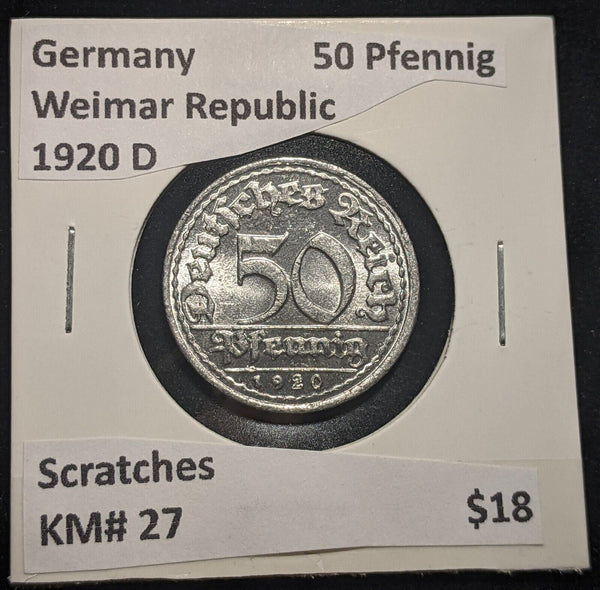 Germany 50 Pfennig
Weimar Republic
1920 D
Deutsches Reich
50
Pfennig
1920
Scratches
KM# 27 $18